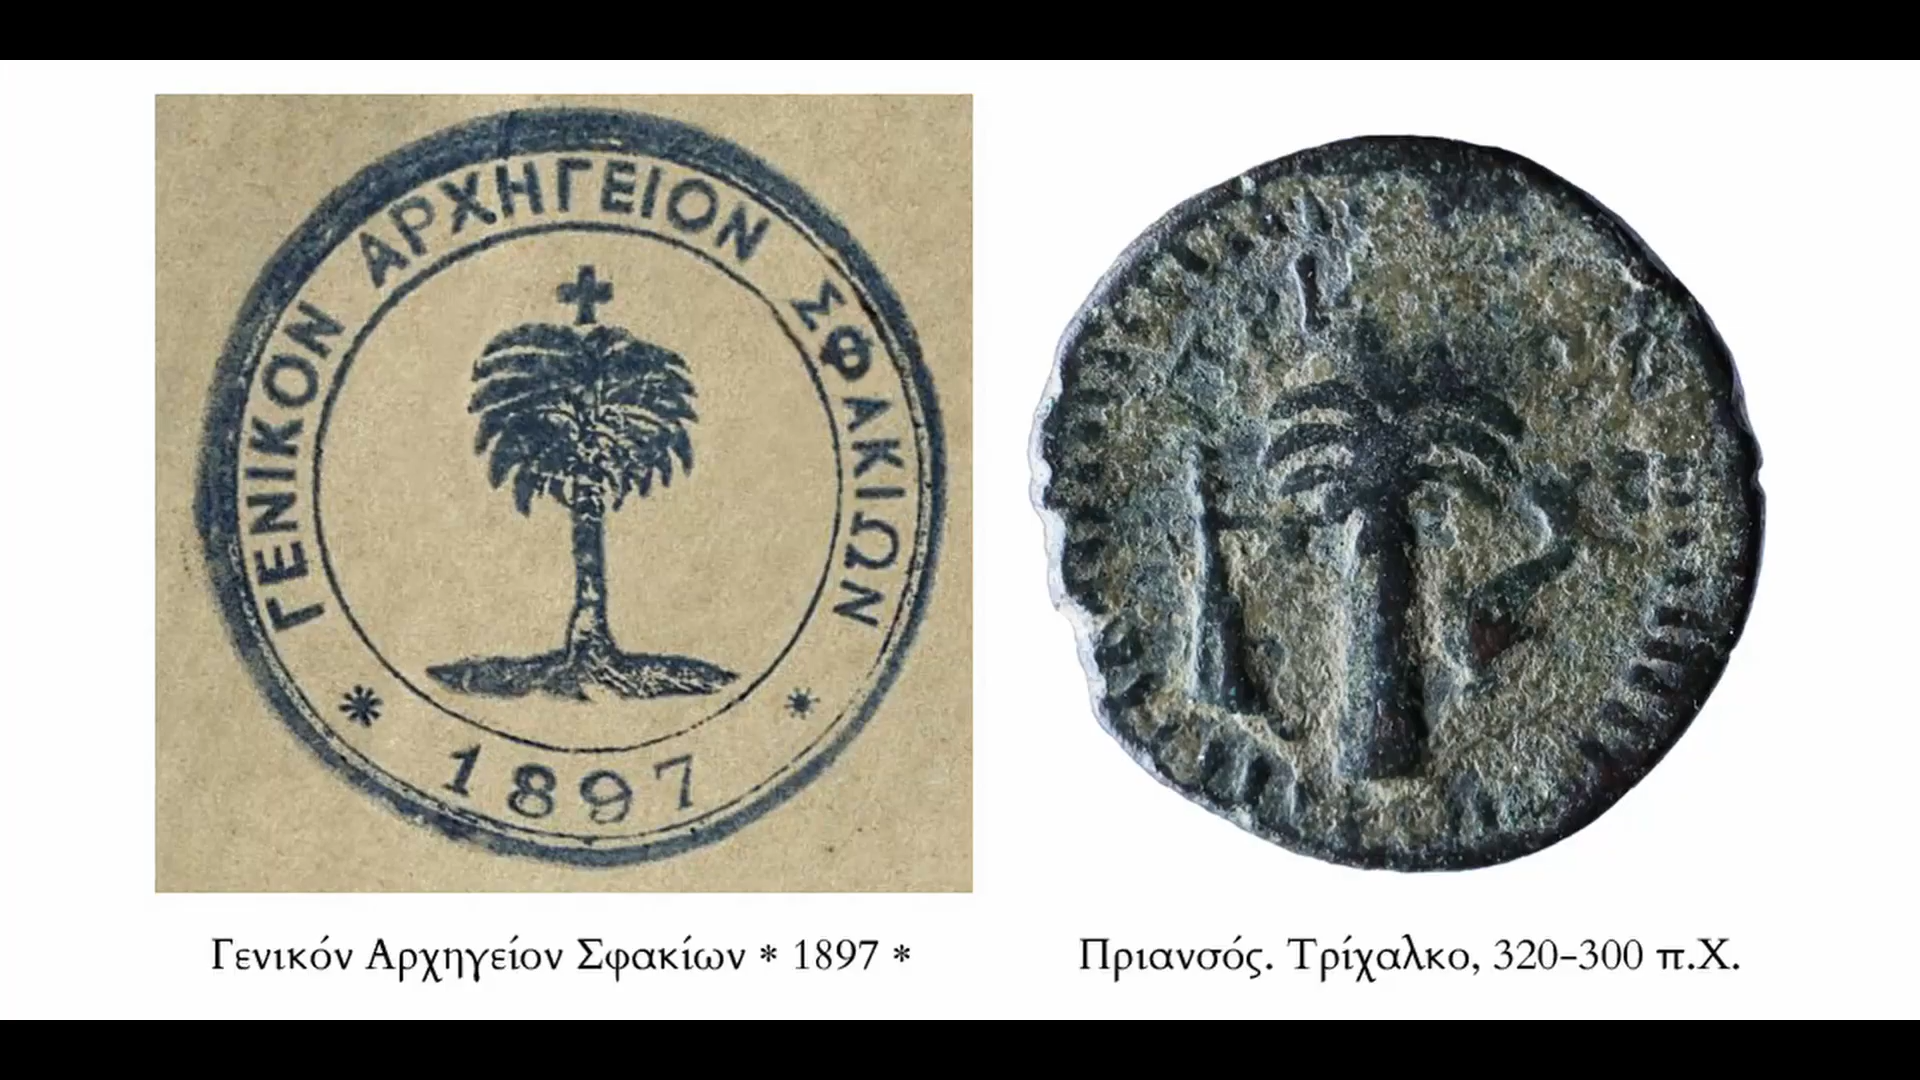 ΓΕΝΙΚΟΝ ΑΡΧΗΓΕΙΟΝ ΣΦΑΚΙΩΝ
* 1897 *
Γενικόν Αρχηγείον Σφακίων * 1897 *
Πριανσός. Τρίχαλκο, 320-300 π.Χ.